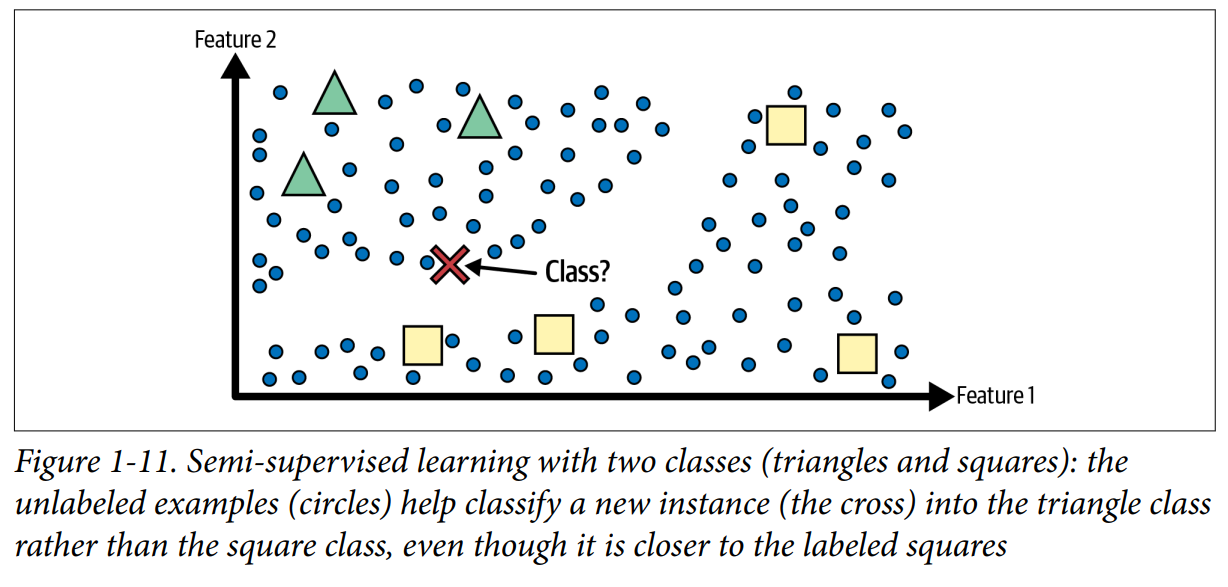 Feature 2
Class?
Feature 1
Figure 1-11. Semi-supervised learning with two classes (triangles and squares): the
unlabeled examples (circles) help classify a new instance (the cross) into the triangle class
rather than the square class, even though it is closer to the labeled squares